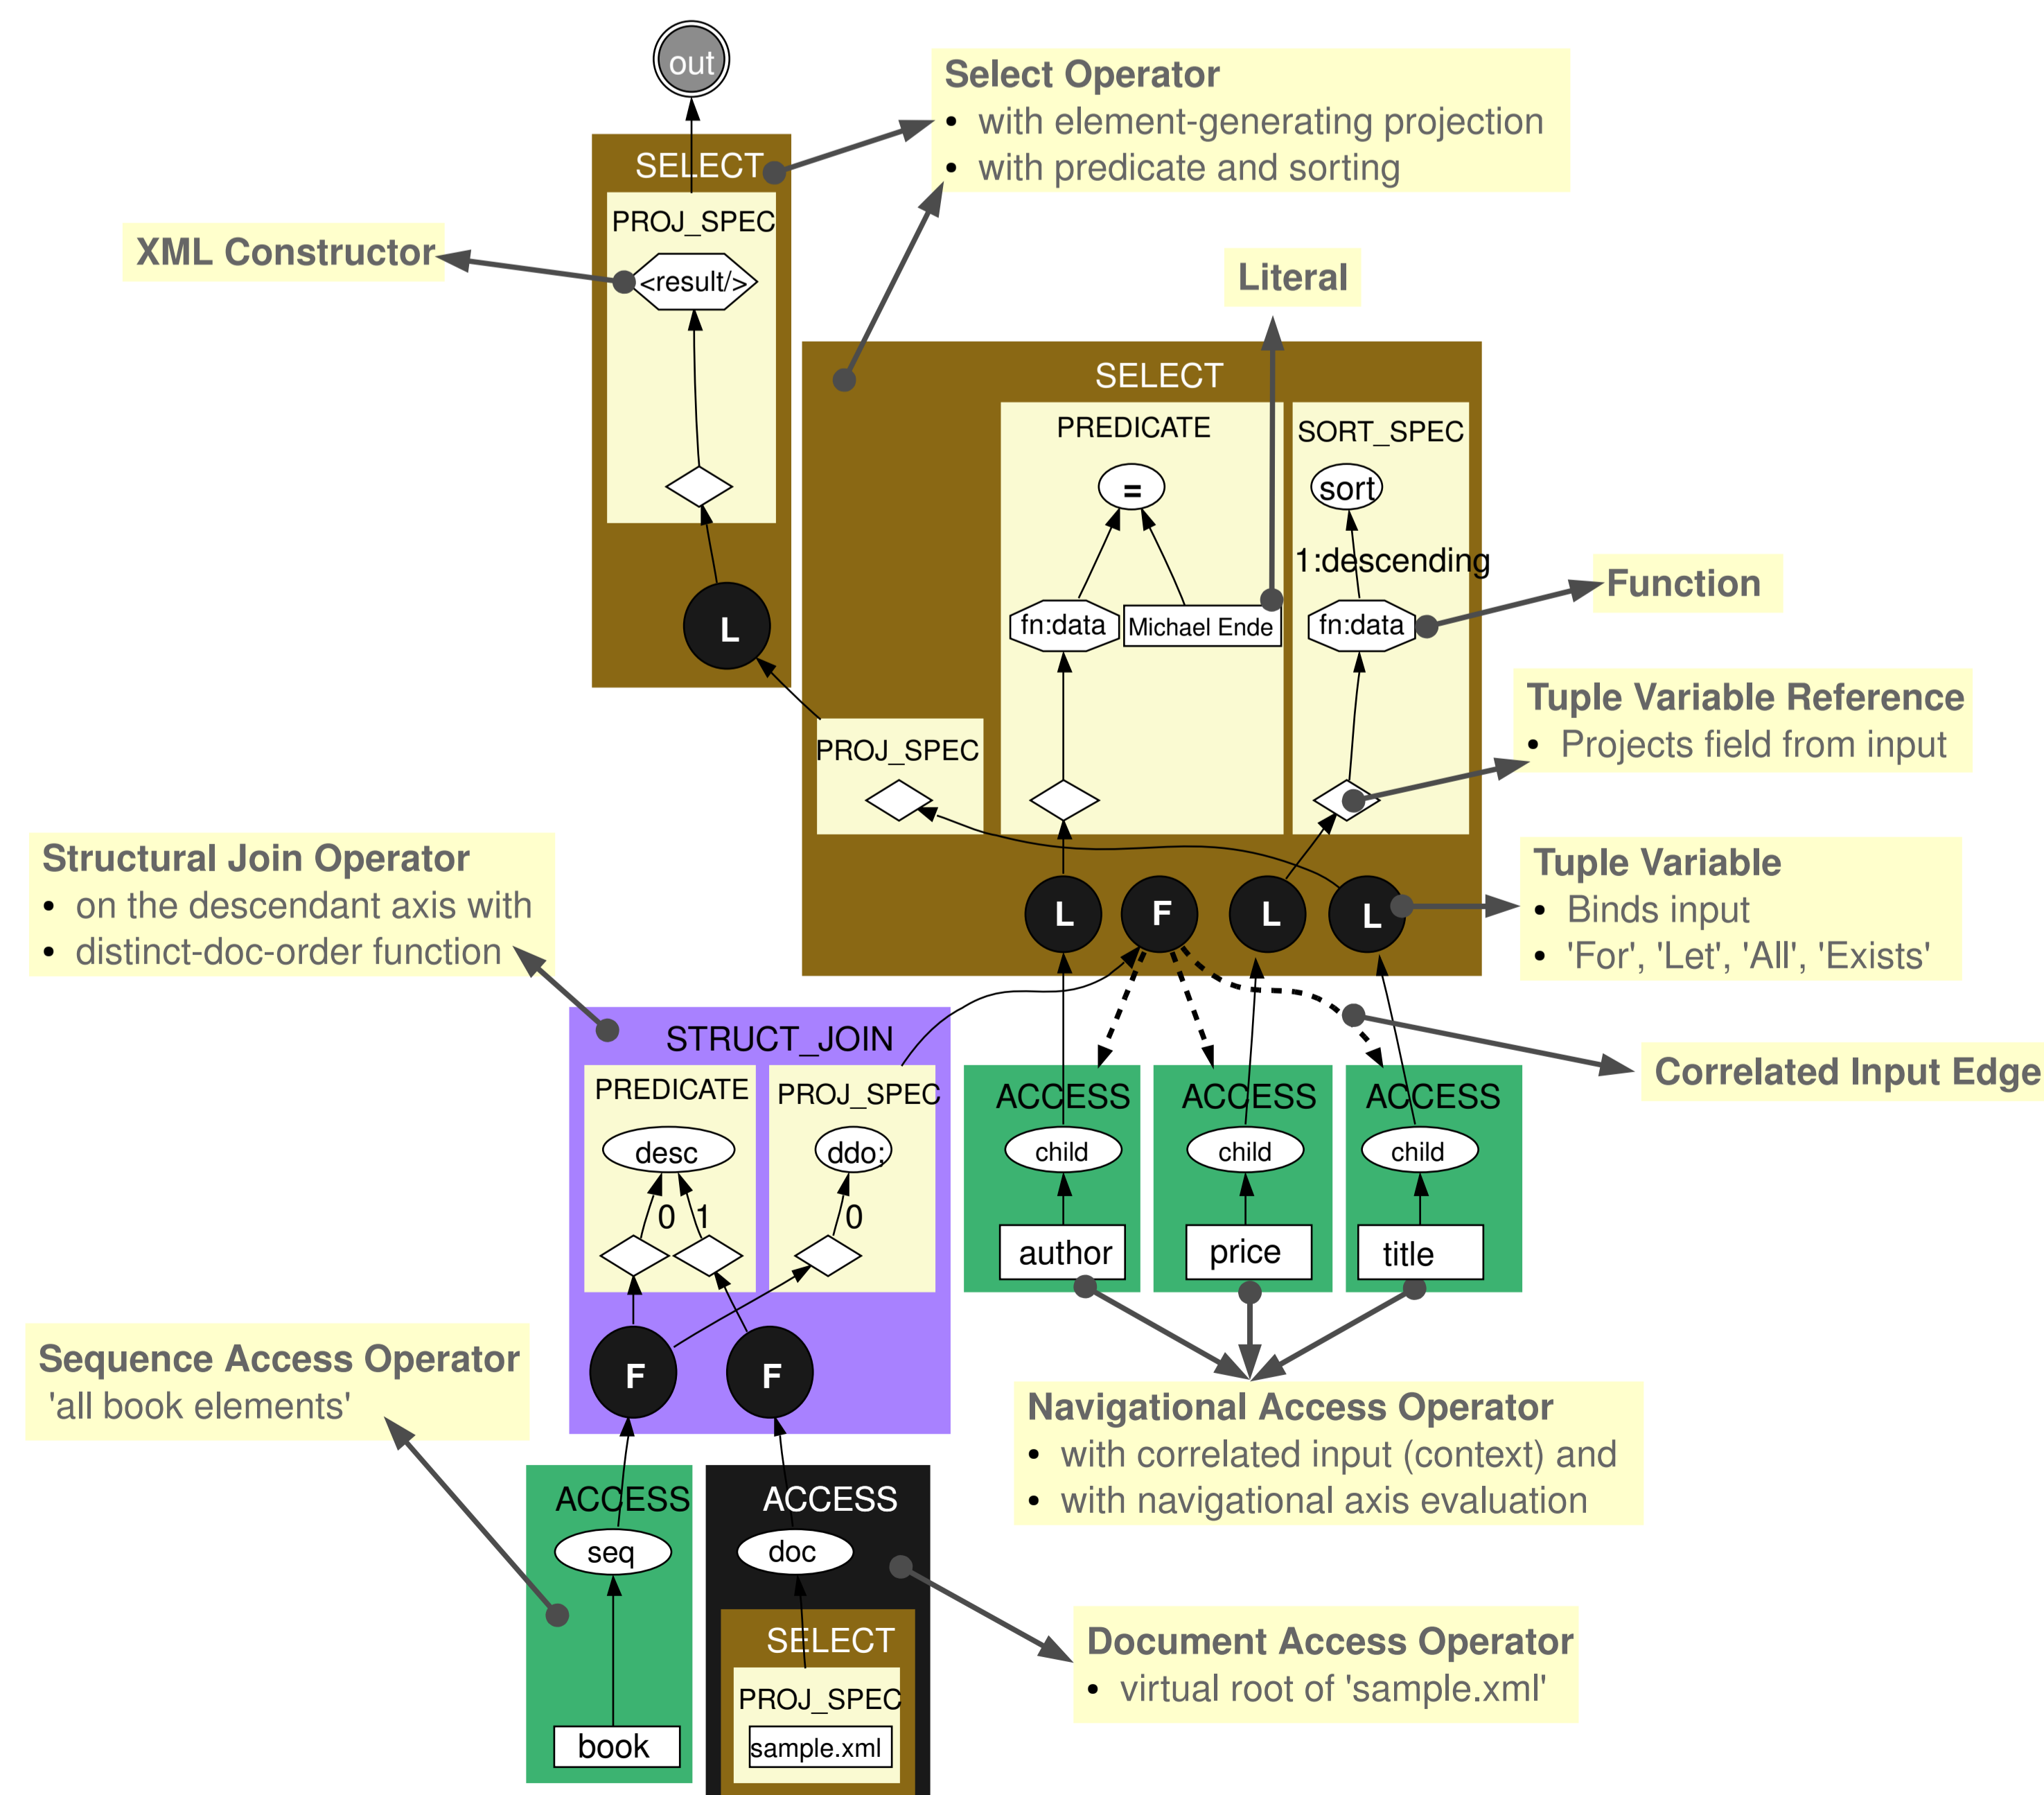 out
Select Operator
• with element-generating projection
• with predicate and sorting
SELECT
PROJ_SPEC
XML Constructor
<result/>
Literal
SELECT
PREDICATE
SORT_SPEC
=
sort
1:descending
Function
fn:data
Michael Ende
fn:data
L
Tuple Variable Reference
• Projects field from input
PROJ_SPEC
Structural Join Operator
• on the descendant axis with
• distinct-doc-order function
Tuple Variable
• Binds input
• 'For', 'Let', 'All', 'Exists'
L
F
L
L
STRUCT_JOIN
Correlated Input Edge
PREDICATE
PROJ_SPEC
ACCESS
ACCESS
ACCESS
desc
ddo;
child
child
child
0
1
0
author
price
title
Sequence Access Operator
'all book elements'
F
F
Navigational Access Operator
• with correlated input (context) and
• with navigational axis evaluation
ACCESS
ACCESS
seq
doc
SELECT
Document Access Operator
• virtual root of 'sample.xml'
PROJ_SPEC
book
sample.xml